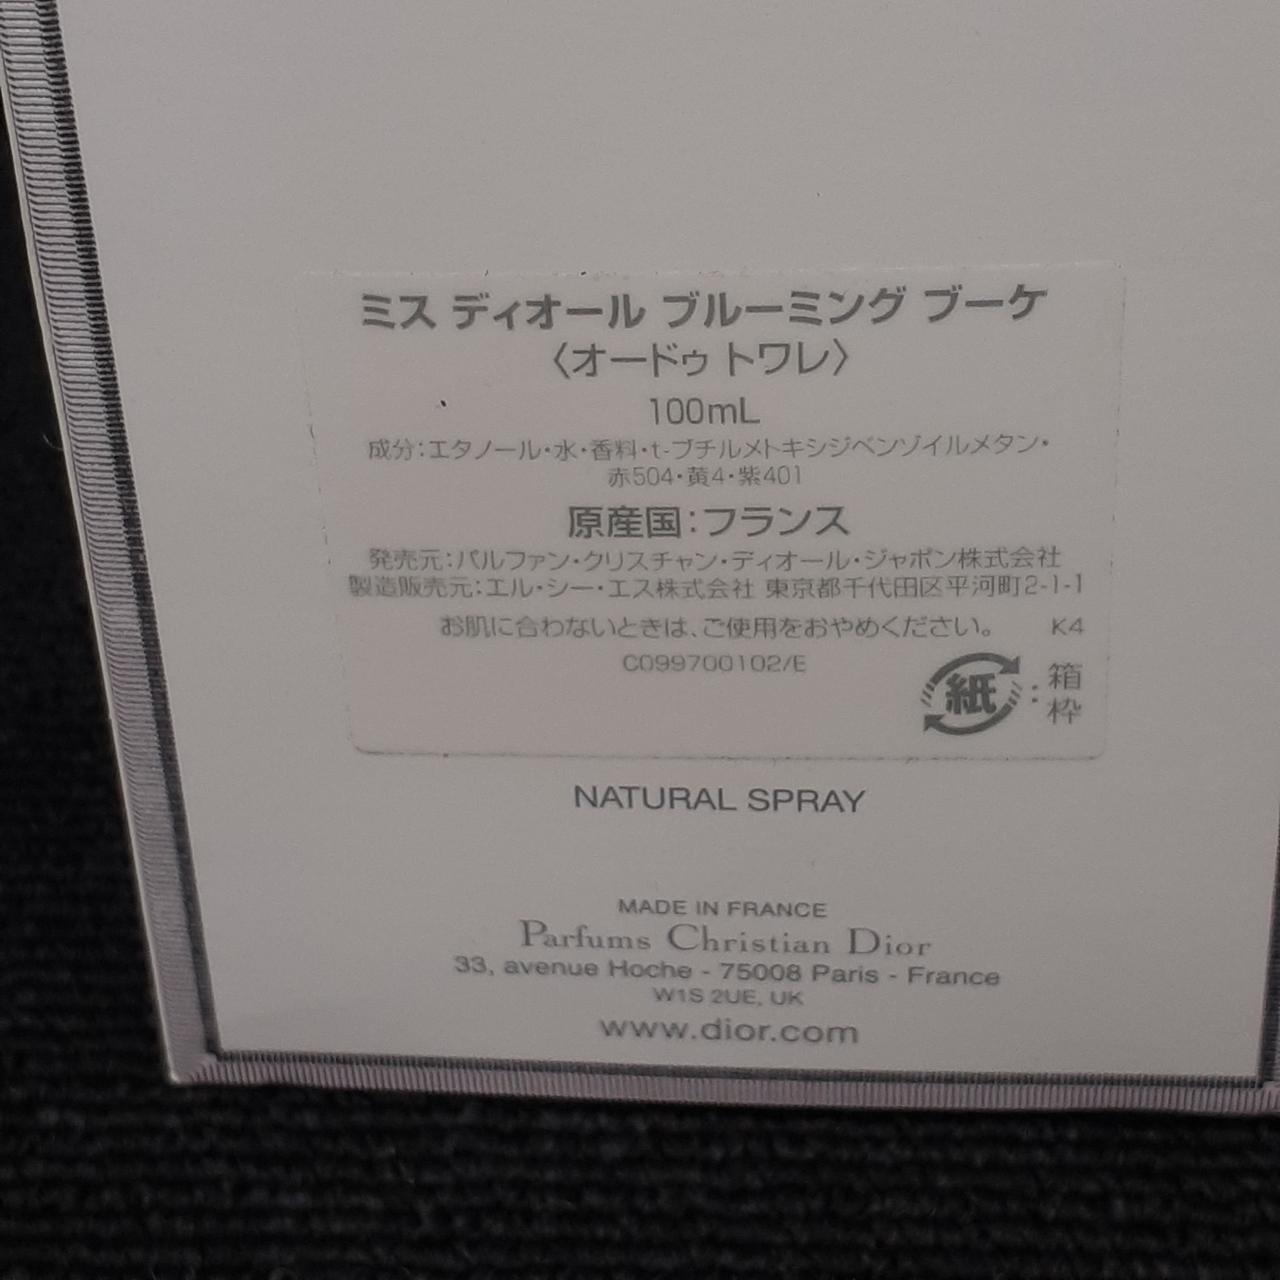 ミス ディオール ブルーミング ブーケ
〈オードゥ トワレ〉
100mL
成分：エタノール・水・香料・t-ブチルメトキシジベンゾイルメタン・
赤504・黄4・紫401
原産国：フランス
発売元：パルファン・クリスチャン・ディオール・ジャポン株式会社
製造販売元：エル・シー・エス株式会社 東京都千代田区平河町2-1-1
お肌に合わないときは、ご使用をおやめください。 K4
C099700102/E
紙：箱
枠
NATURAL SPRAY
MADE IN FRANCE
Parfums Christian Dior
33, avenue Hoche - 75008 Paris - France
W1S 2UE, UK
www.dior.com